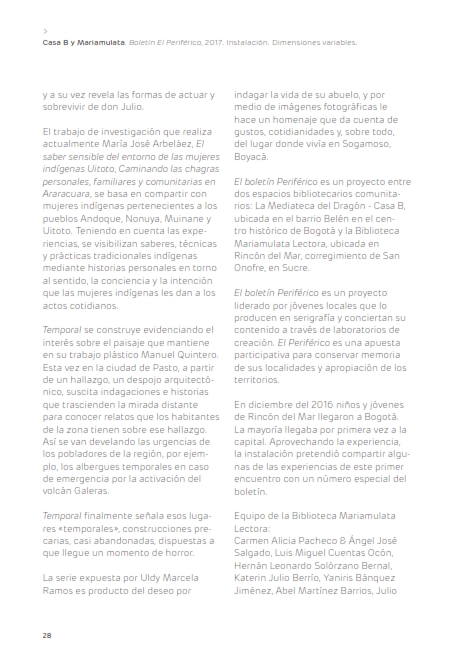 >
Casa B y Mariamulata. Boletín El Periférico, 2017. Instalación. Dimensiones variables.
y a su vez revela las formas de actuar y
sobrevivir de don Julio.
El trabajo de investigación que realiza
actualmente María José Arbeláez, El
saber sensible del entorno de las mujeres
indígenas Uitoto, Caminando las chagras
personales, familiares y comunitarias en
Araracuara, se basa en compartir con
mujeres indígenas pertenecientes a los
pueblos Andoque, Nonuya, Muinane y
Uitoto. Teniendo en cuenta las expe-
riencias, se visibilizan saberes, técnicas
y prácticas tradicionales indígenas
mediante historias personales en torno
al sentido, la conciencia y la intención
que las mujeres indígenas les dan a los
actos cotidianos.
Temporal se construye evidenciando el
interés sobre el paisaje que mantiene
en su trabajo plástico Manuel Quintero.
Esta vez en la ciudad de Pasto, a partir
de un hallazgo, un despojo arquitectó-
nico, suscita indagaciones e historias
que trascienden la mirada distante
para conocer relatos que los habitantes
de la zona tienen sobre ese hallazgo.
Así se van develando las urgencias de
los pobladores de la región, por ejem-
plo, los albergues temporales en caso
de emergencia por la activación del
volcán Galeras.
Temporal finalmente señala esos luga-
res «temporales», construcciones pre-
carias, casi abandonadas, dispuestas a
que llegue un momento de horror.
La serie expuesta por Uldy Marcela
Ramos es producto del deseo por
indagar la vida de su abuelo, y por
medio de imágenes fotográficas le
hace un homenaje que da cuenta de
gustos, cotidianidades y, sobre todo,
del lugar donde vivía en Sogamoso,
Boyacá.
El boletín Periférico es un proyecto entre
dos espacios bibliotecarios comunita-
rios: La Mediateca del Dragón - Casa B,
ubicada en el barrio Belén en el cen-
tro histórico de Bogotá y la Biblioteca
Mariamulata Lectora, ubicada en
Rincón del Mar, corregimiento de San
Onofre, en Sucre.
El boletín Periférico es un proyecto
liderado por jóvenes locales que lo
producen en serigrafía y conciertan su
contenido a través de laboratorios de
creación. El Periférico es una apuesta
participativa para conservar memoria
de sus localidades y apropiación de los
territorios.
En diciembre del 2016 niños y jóvenes
de Rincón del Mar llegaron a Bogotá.
La mayoría llegaba por primera vez a la
capital. Aprovechando la experiencia,
la instalación pretendió compartir algu-
nas de las experiencias de este primer
encuentro con un número especial del
boletín.
Equipo de la Biblioteca Mariamulata
Lectora:
Carmen Alicia Pacheco & Ángel José
Salgado, Luis Miguel Cuentas Ocón,
Hernán Leonardo Solórzano Bernal,
Katerin Julio Berrío, Yaniris Bánquez
Jiménez, Abel Martínez Barrios, Julio
28